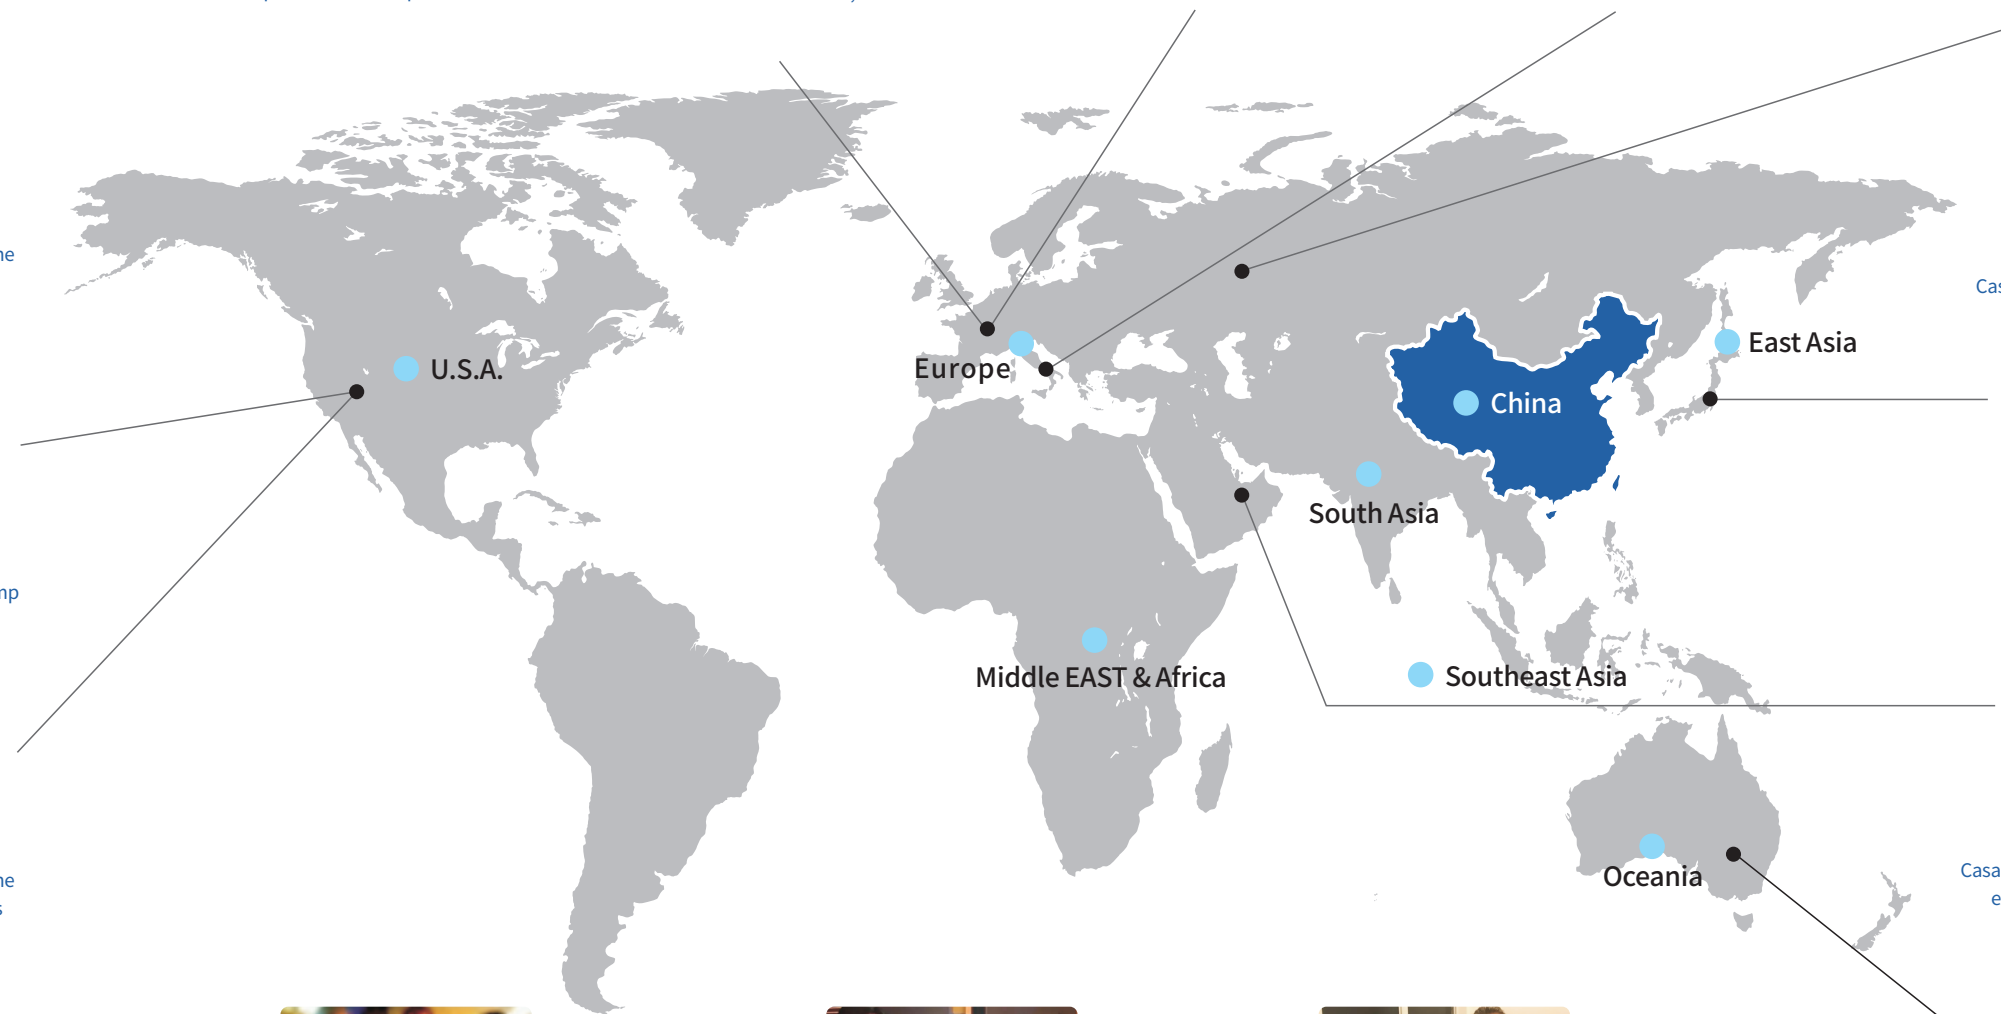 East Asia
U.S.A.
Europe
China
South Asia
Middle EAST & Africa
Southeast Asia
Oceania